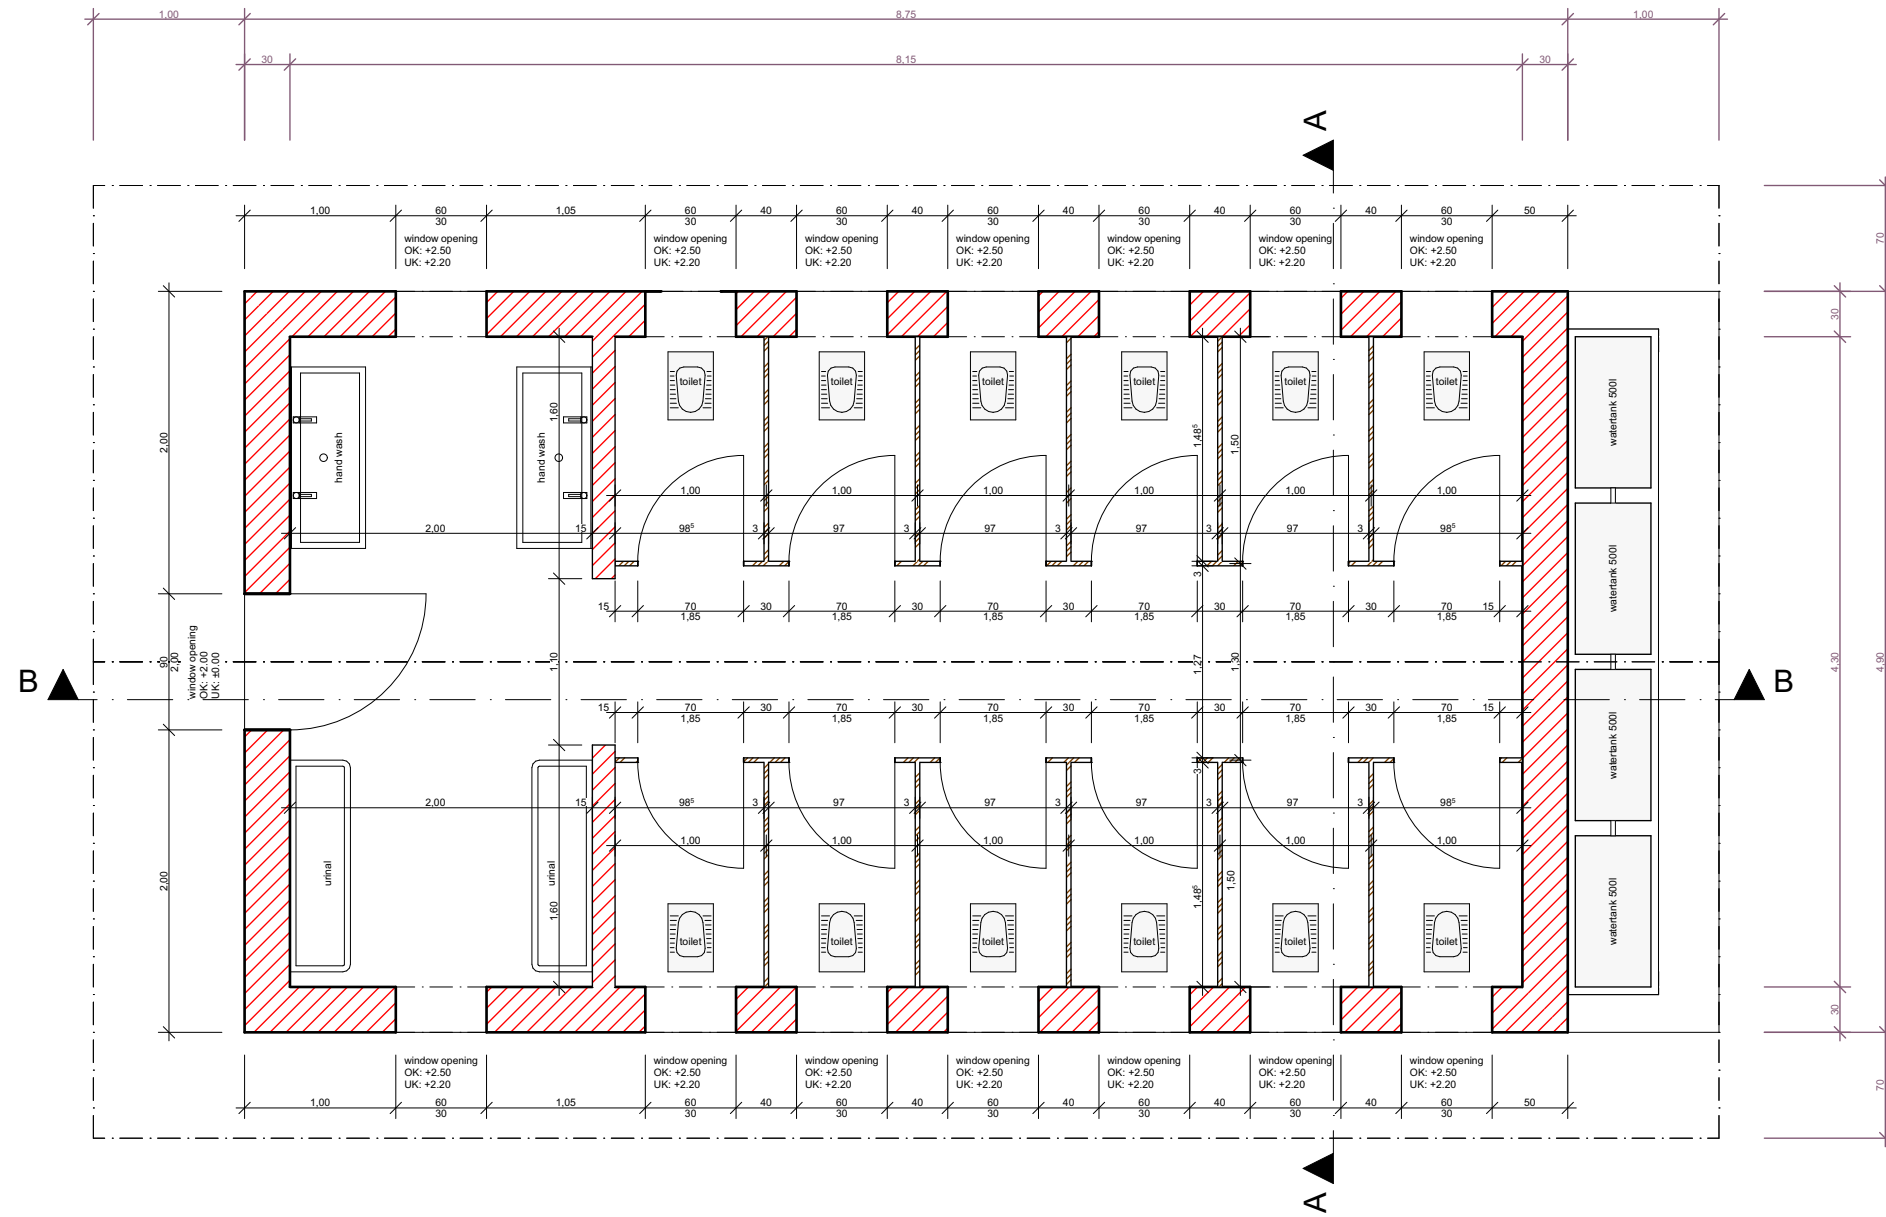 1,00 8,75 1,00
30 8,15 30
A
1,00 60 1,05 60 40 60 40 60 40 60 40 60 40 60 50
30 30 30 30 30 30 30
window opening window opening window opening window opening window opening window opening window opening
OK: +2.50 OK: +2.50 OK: +2.50 OK: +2.50 OK: +2.50 OK: +2.50 OK: +2.50
UK: +2.20 UK: +2.20 UK: +2.20 UK: +2.20 UK: +2.20 UK: +2.20 UK: +2.20
70
30
toilet toilet toilet toilet toilet toilet
2,00
hand wash
hand wash
1,60
1,48⁵
1,50
watertank 500l
1,00 1,00 1,00 1,00 1,00 1,00
2,00 15 98⁵ 3 97 3 97 3 97 3 97 3 98⁵
3
watertank 500l
15 70 30 70 30 70 30 70 30 70 30 70 15
1,85 1,85 1,85 1,85 1,85 1,85
90
2,00
window opening
OK: +2.00
UK: ±0.00
1,10
1,27
1,30
4,30
4,90
B
B
15 70 30 70 30 70 30 70 30 70 30 70 15
1,85 1,85 1,85 1,85 1,85 1,85
watertank 500l
3
2,00 15 98⁵ 3 97 3 97 3 97 3 97 3 98⁵
1,00 1,00 1,00 1,00 1,00 1,00
2,00
urinal
urinal
1,60
1,48⁵
1,50
watertank 500l
toilet toilet toilet toilet toilet toilet
30
70
window opening window opening window opening window opening window opening window opening window opening
OK: +2.50 OK: +2.50 OK: +2.50 OK: +2.50 OK: +2.50 OK: +2.50 OK: +2.50
UK: +2.20 UK: +2.20 UK: +2.20 UK: +2.20 UK: +2.20 UK: +2.20 UK: +2.20
1,00 60 1,05 60 40 60 40 60 40 60 40 60 40 60 50
30 30 30 30 30 30 30
A